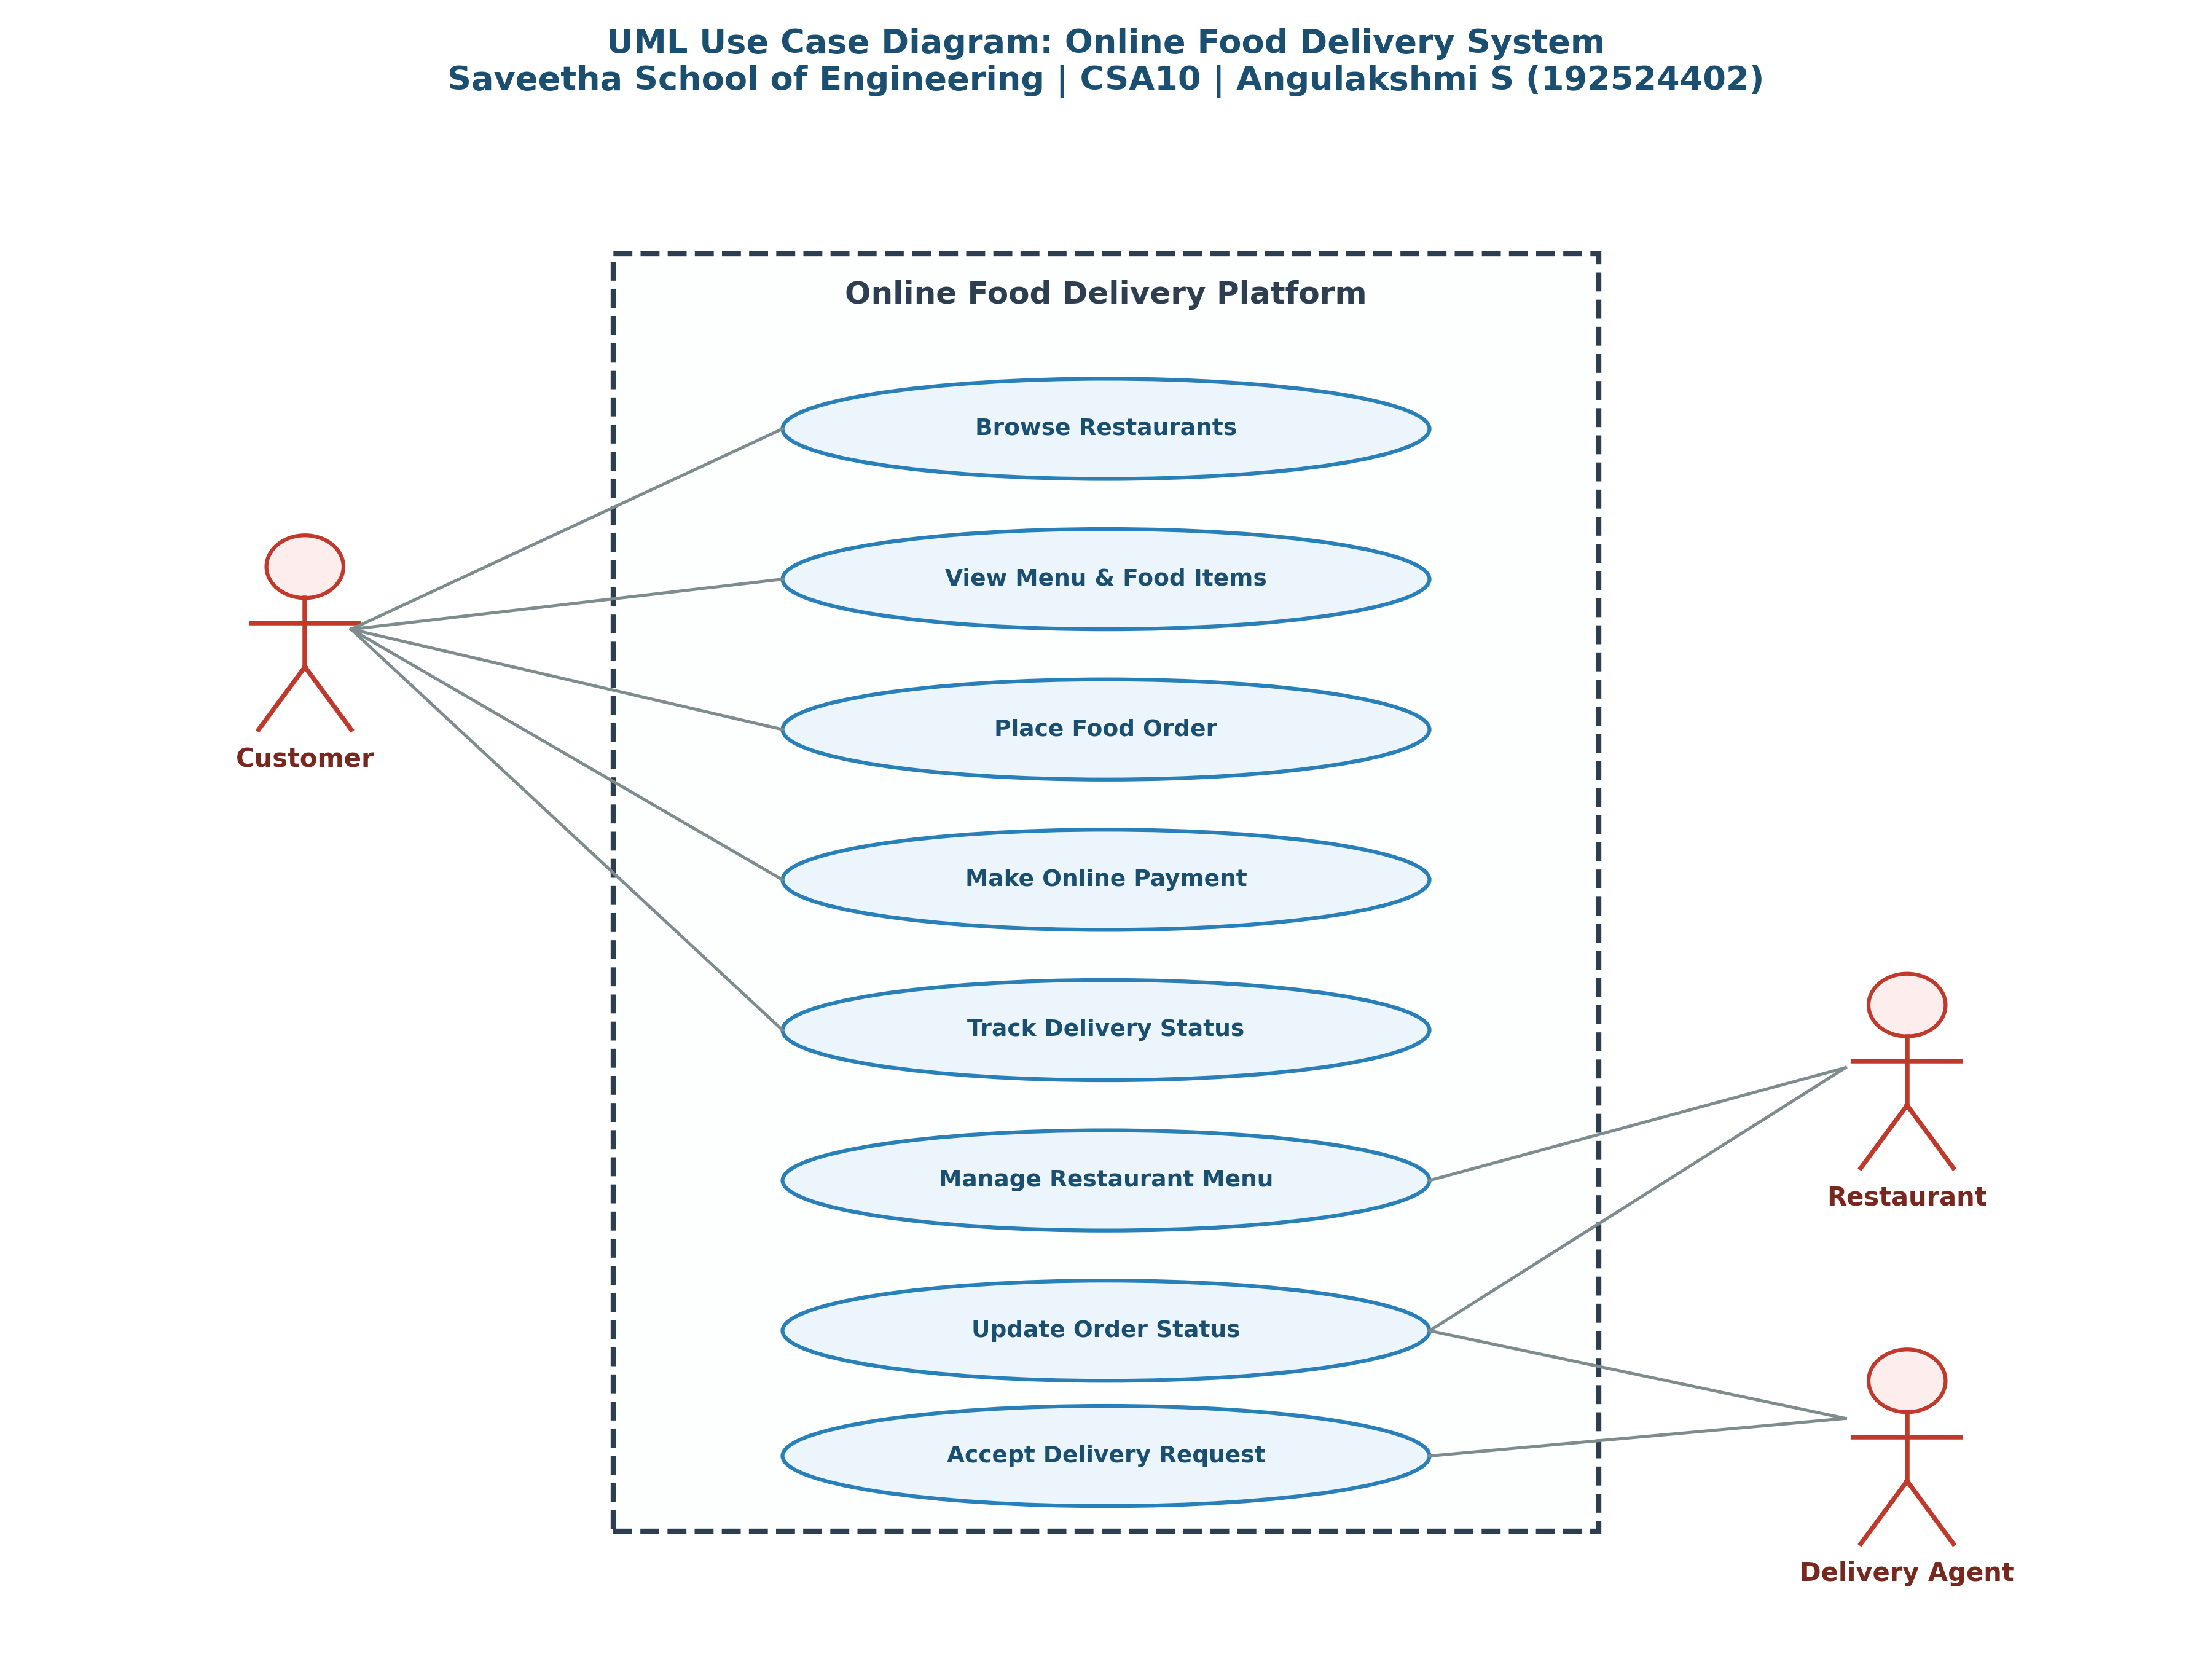 UML Use Case Diagram: Online Food Delivery System
Saveetha School of Engineering | CSA10 | Angulakshmi S (192524402)
Online Food Delivery Platform
Browse Restaurants
View Menu & Food Items
Place Food Order
Customer
Make Online Payment
Track Delivery Status
Manage Restaurant Menu
Restaurant
Update Order Status
Accept Delivery Request
Delivery Agent